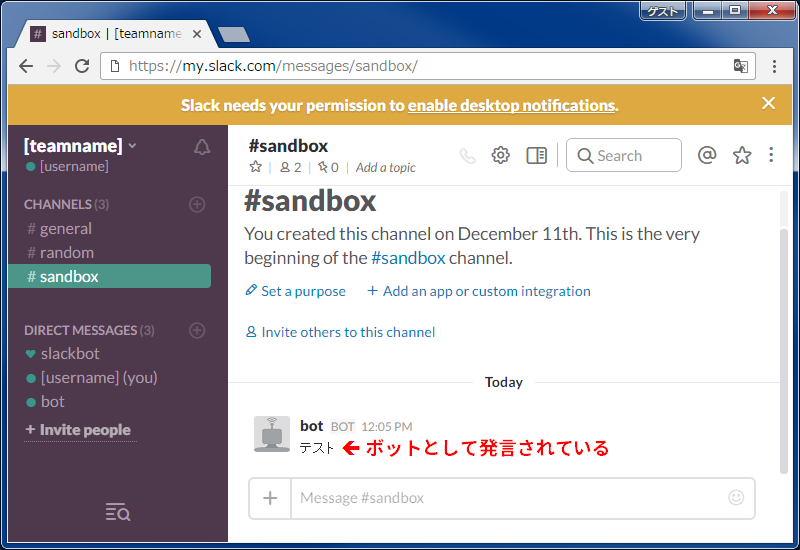 ゲスト
# sandbox | [teamname]
https://my.slack.com/messages/sandbox/
Slack needs your permission to enable desktop notifications.
[teamname]
[username]
CHANNELS (3)
# general
# random
# sandbox
DIRECT MESSAGES (3)
slackbot
[username] (you)
bot
+ Invite people
#sandbox
2 | 0 | Add a topic
Search
#sandbox
You created this channel on December 11th. This is the very
beginning of the #sandbox channel.
Set a purpose + Add an app or custom integration
Invite others to this channel
Today
bot BOT 12:05 PM
テスト ← ボットとして発言されている
+ Message #sandbox